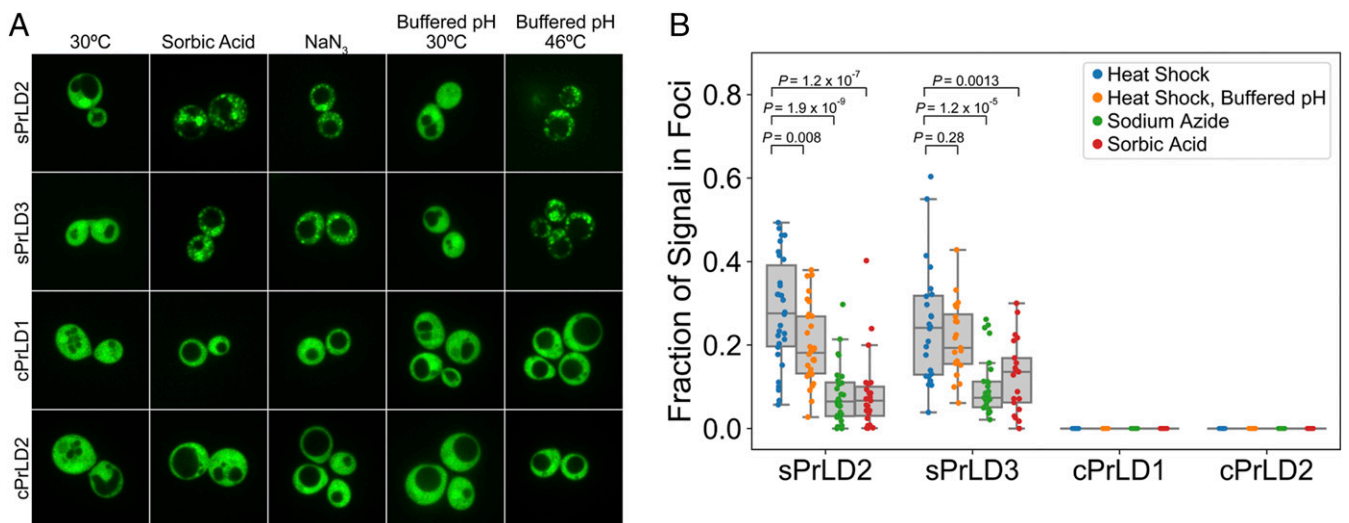 A
30ºC
Sorbic Acid
NaN₃
Buffered pH
30ºC
Buffered pH
46ºC
sPrLD2
sPrLD3
cPrLD1
cPrLD2
B
Fraction of Signal in Foci
0.8
0.6
0.4
0.2
0.0
P = 1.2 x 10⁻⁷
P = 1.9 x 10⁻⁹
P = 0.008
P = 0.0013
P = 1.2 x 10⁻⁵
P = 0.28
Heat Shock
Heat Shock, Buffered pH
Sodium Azide
Sorbic Acid
sPrLD2
sPrLD3
cPrLD1
cPrLD2